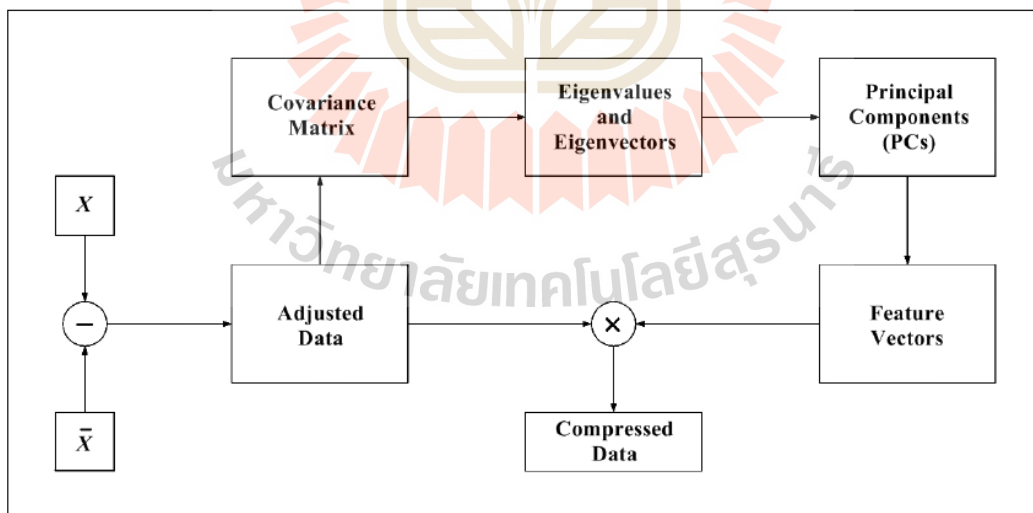 Covariance
Matrix
Eigenvalues
and
Eigenvectors
Principal
Components
(PCs)
X
มหาวิทยาลัยเทคโนโลยีสุรนารี
−
Adjusted
Data
×
Feature
Vectors
X̄
Compressed
Data